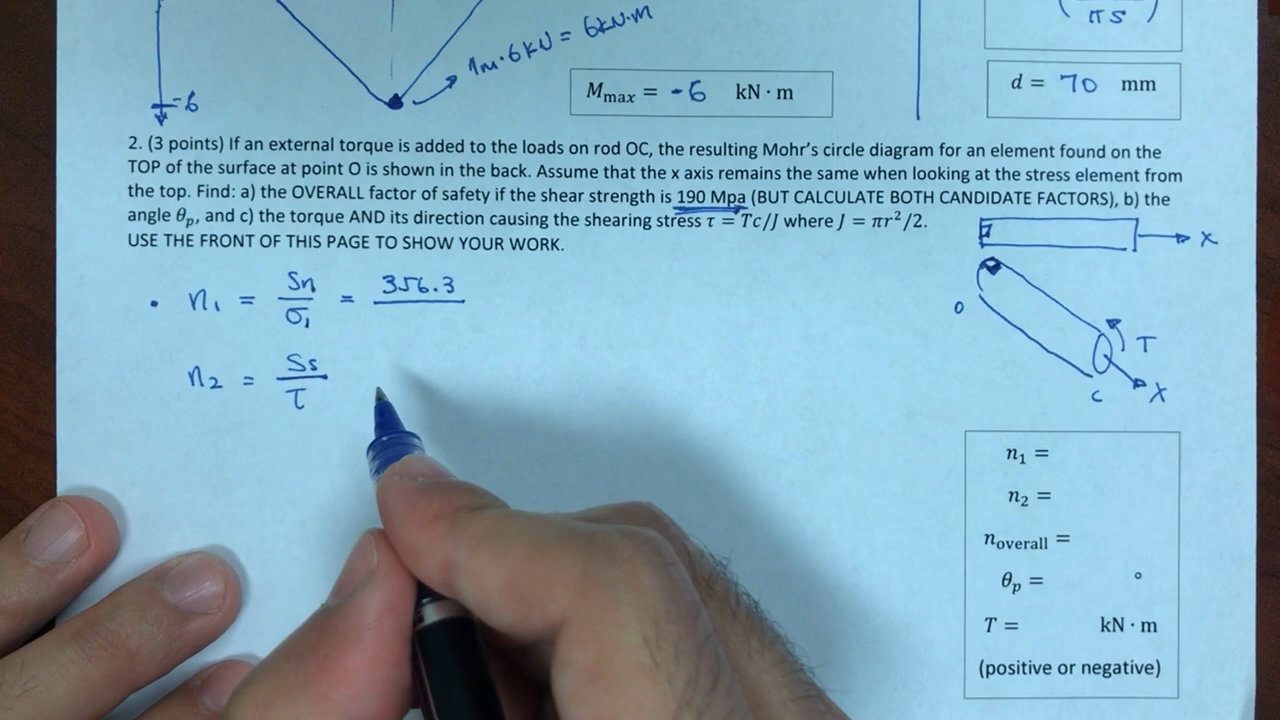 1m·6kN = 6kN·m
-6
M_max = -6 kN·m
(πS)
d = 70 mm
2. (3 points) If an external torque is added to the loads on rod OC, the resulting Mohr's circle diagram for an element found on the
TOP of the surface at point O is shown in the back. Assume that the x axis remains the same when looking at the stress element from
the top. Find: a) the OVERALL factor of safety if the shear strength is 190 Mpa (BUT CALCULATE BOTH CANDIDATE FACTORS), b) the
angle θp, and c) the torque AND its direction causing the shearing stress τ = Tc/J where J = πr²/2.
USE THE FRONT OF THIS PAGE TO SHOW YOUR WORK.
x
• n₁ = Sn/σ₁ = 356.3
O
T
n₂ = Ss/τ
C
x
n₁ =
n₂ =
n_overall =
θp = °
T = kN·m
(positive or negative)